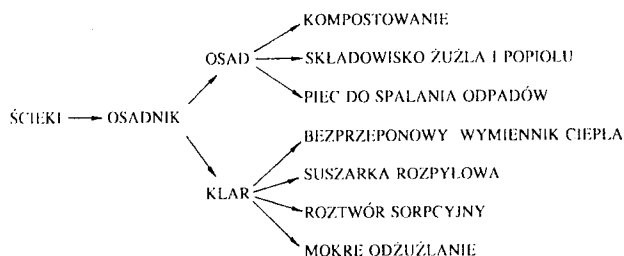 KOMPOSTOWANIE
OSAD
SKŁADOWISKO ŻUŻLA I POPIOŁU
PIEC DO SPALANIA ODPADÓW
ŚCIEKI
OSADNIK
BEZPRZEPONOWY WYMIENNIK CIEPŁA
KLAR
SUSZARKA ROZPYŁOWA
ROZTWÓR SORPCYJNY
MOKRE ODŻUŻLANIE